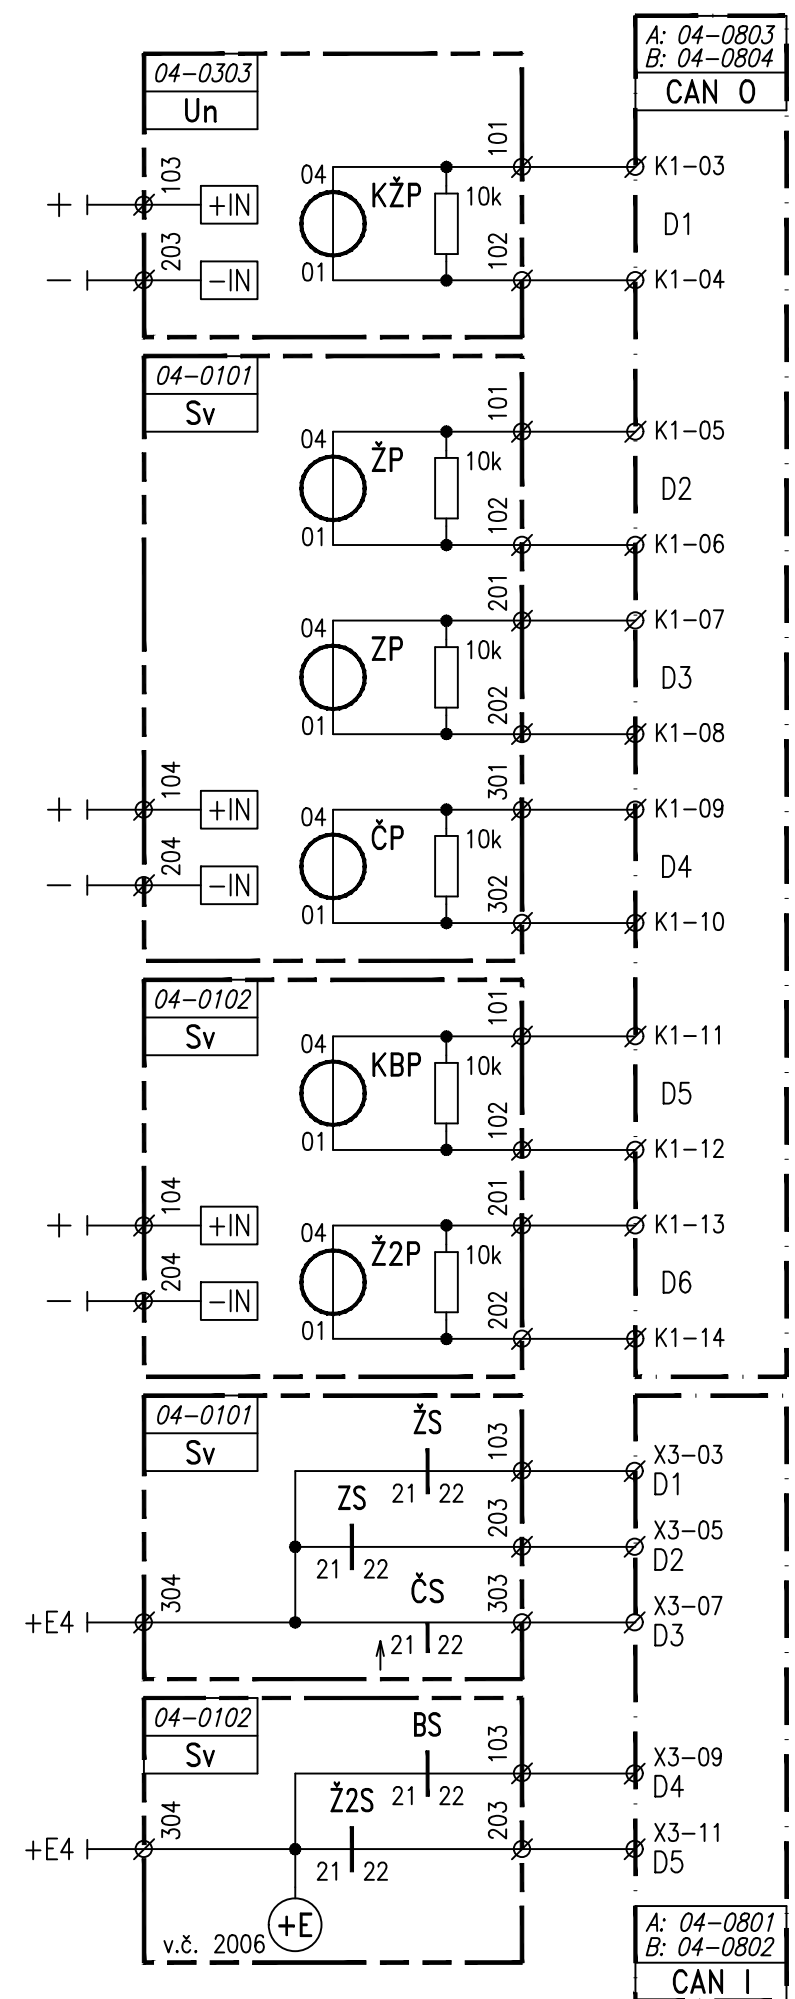 A: 04-0803
B: 04-0804
CAN 0
04-0303
Un
101
04
KŽP
10k
K1-03
103
+
+IN
D1
203
102
−
−IN
01
K1-04
04-0101
Sv
101
04
ŽP
10k
K1-05
D2
102
01
K1-06
201
04
ZP
10k
K1-07
D3
202
01
K1-08
104
301
+
+IN
04
ČP
10k
K1-09
204
D4
−
−IN
302
01
K1-10
04-0102
Sv
101
04
KBP
10k
K1-11
D5
102
01
K1-12
104
201
+
+IN
04
Ž2P
10k
K1-13
204
D6
−
−IN
202
01
K1-14
04-0101
Sv
ŽS
103
X3-03
D1
21 22
ZS
203
X3-05
D2
21 22
ČS
304
303
+E4
X3-07
D3
21 22
04-0102
Sv
BS
103
X3-09
D4
21 22
Ž2S
304
203
+E4
X3-11
D5
21 22
+E
v.č. 2006
A: 04-0801
B: 04-0802
CAN 1